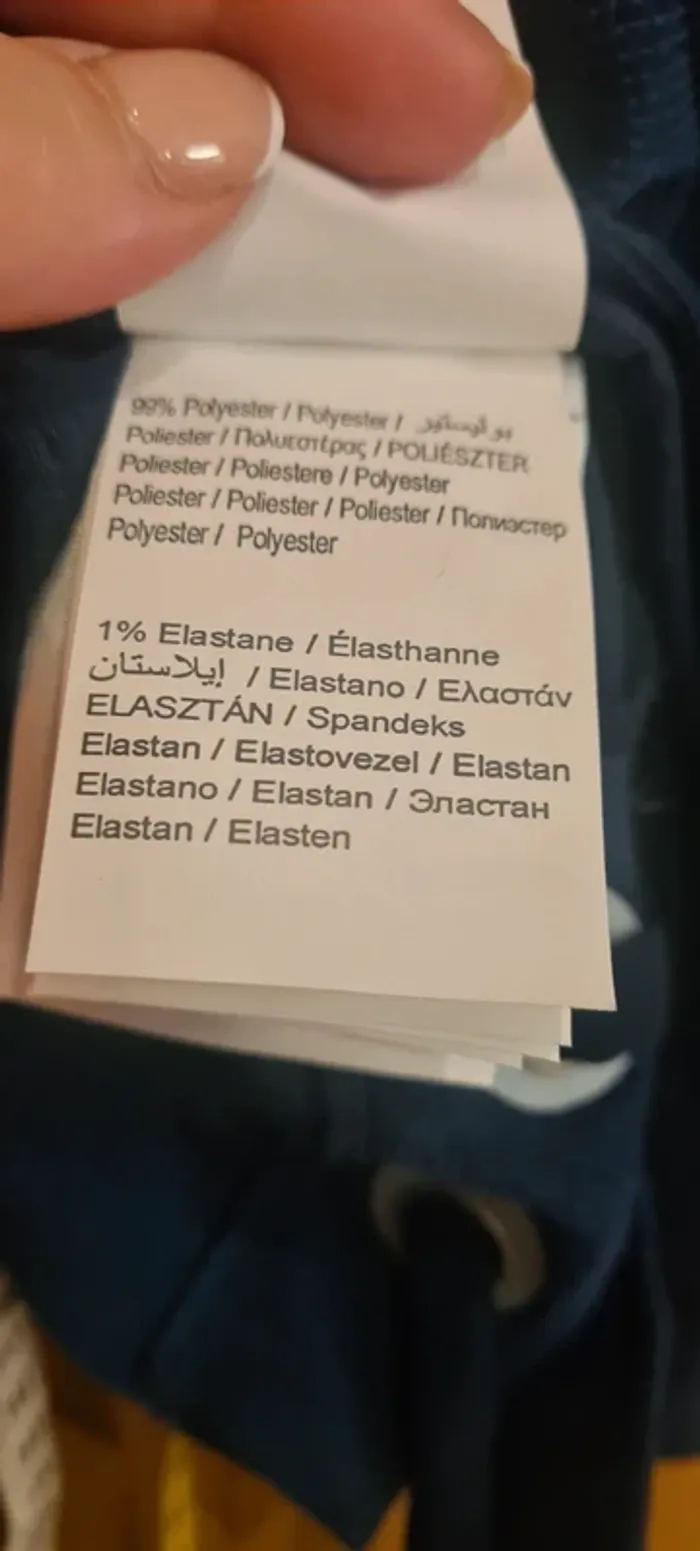 99% Polyester / Polyester / بوليستير
Poliester / Πολυεστέρας / POLIÉSZTER
Poliester / Poliestere / Polyester
Poliester / Poliester / Poliester / Полиэстер
Polyester / Polyester
1% Elastane / Élasthanne
إيلاستان / Elastano / Ελαστάν
ELASZTÁN / Spandeks
Elastan / Elastovezel / Elastan
Elastano / Elastan / Эластан
Elastan / Elasten